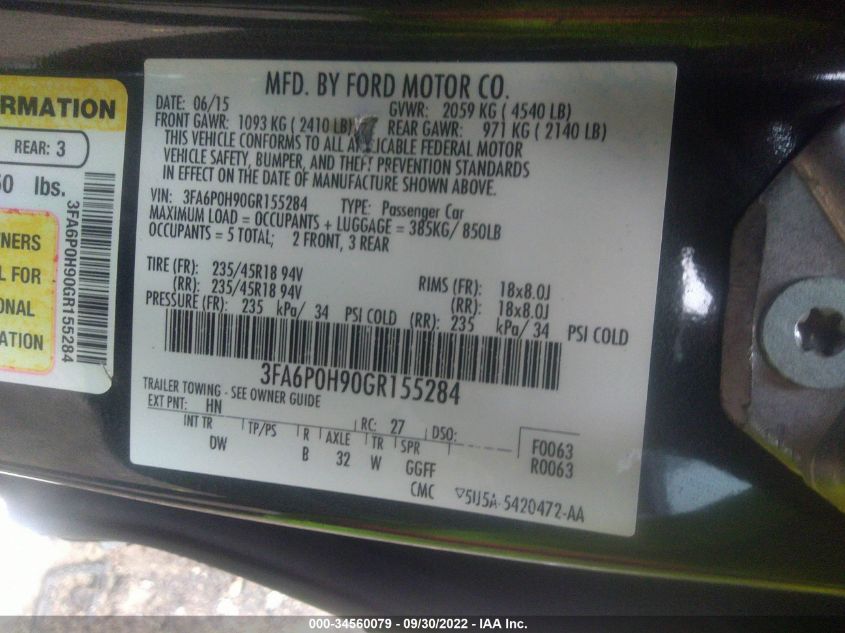 ORMATION
REAR: 3
lbs.
NERS
L FOR
ONAL
ATION
3FA6P0H90GR155284
MFD. BY FORD MOTOR CO.
DATE: 06/15 GVWR: 2059 KG ( 4540 LB)
FRONT GAWR: 1093 KG ( 2410 LB) REAR GAWR: 971 KG ( 2140 LB)
THIS VEHICLE CONFORMS TO ALL APPLICABLE FEDERAL MOTOR
VEHICLE SAFETY, BUMPER, AND THEFT PREVENTION STANDARDS
IN EFFECT ON THE DATE OF MANUFACTURE SHOWN ABOVE.
VIN: 3FA6P0H90GR155284 TYPE: Passenger Car
MAXIMUM LOAD = OCCUPANTS + LUGGAGE = 385KG/ 850LB
OCCUPANTS = 5 TOTAL; 2 FRONT, 3 REAR
TIRE (FR): 235/45R18 94V RIMS (FR): 18x8.0J
(RR): 235/45R18 94V (RR): 18x8.0J
PRESSURE (FR): 235 kPa/ 34 PSI COLD (RR): 235 kPa/ 34 PSI COLD
3FA6P0H90GR155284
TRAILER TOWING - SEE OWNER GUIDE
EXT PNT: HN RC: 27 DSO: F0063
INT TR TP/PS R AXLE TR SPR R0063
DW B 32 W GGFF
CMC ▽5U5A-5420472-AA
000-34560079 - 09/30/2022 - IAA Inc.